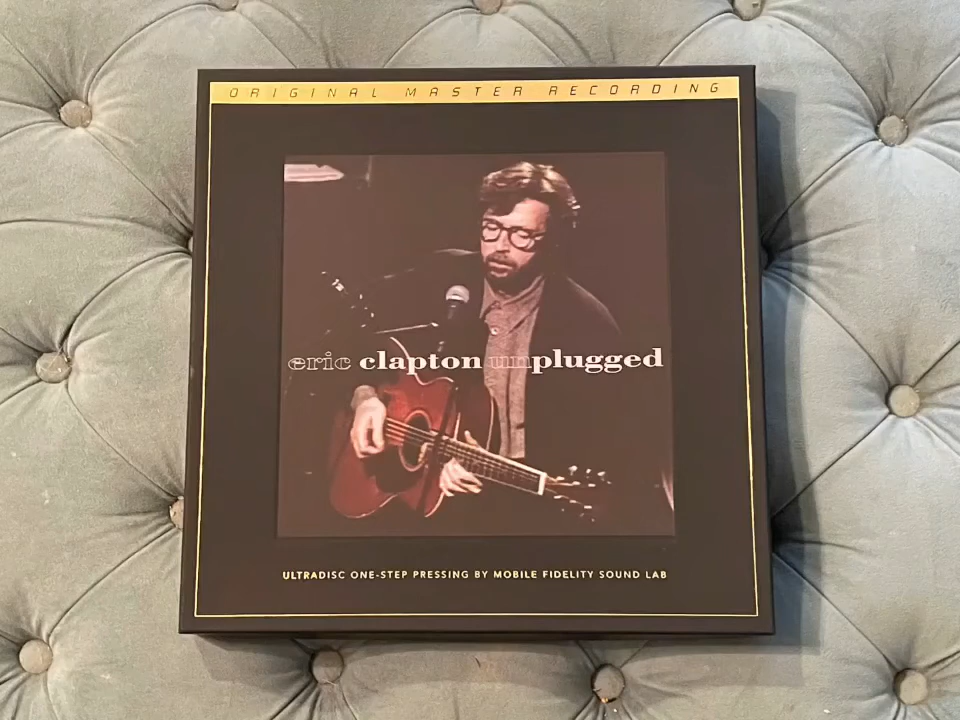 ORIGINAL MASTER RECORDING
eric clapton unplugged
ULTRADISC ONE-STEP PRESSING BY MOBILE FIDELITY SOUND LAB